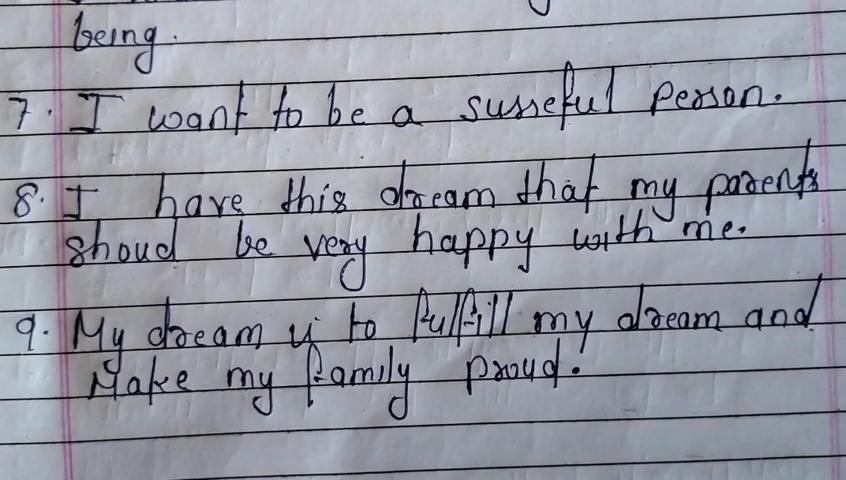 being.
7. I want to be a susseful person.
8. I have this dream that my parents
shoud be very happy with me.
9. My dream is to fulfill my dream and
Make my family proud.